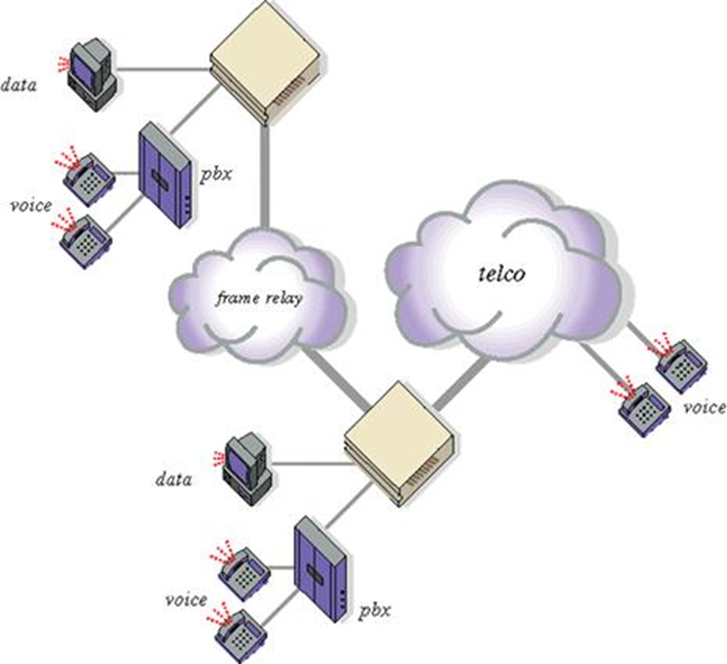 data
pbx
voice
telco
frame relay
voice
data
voice
pbx